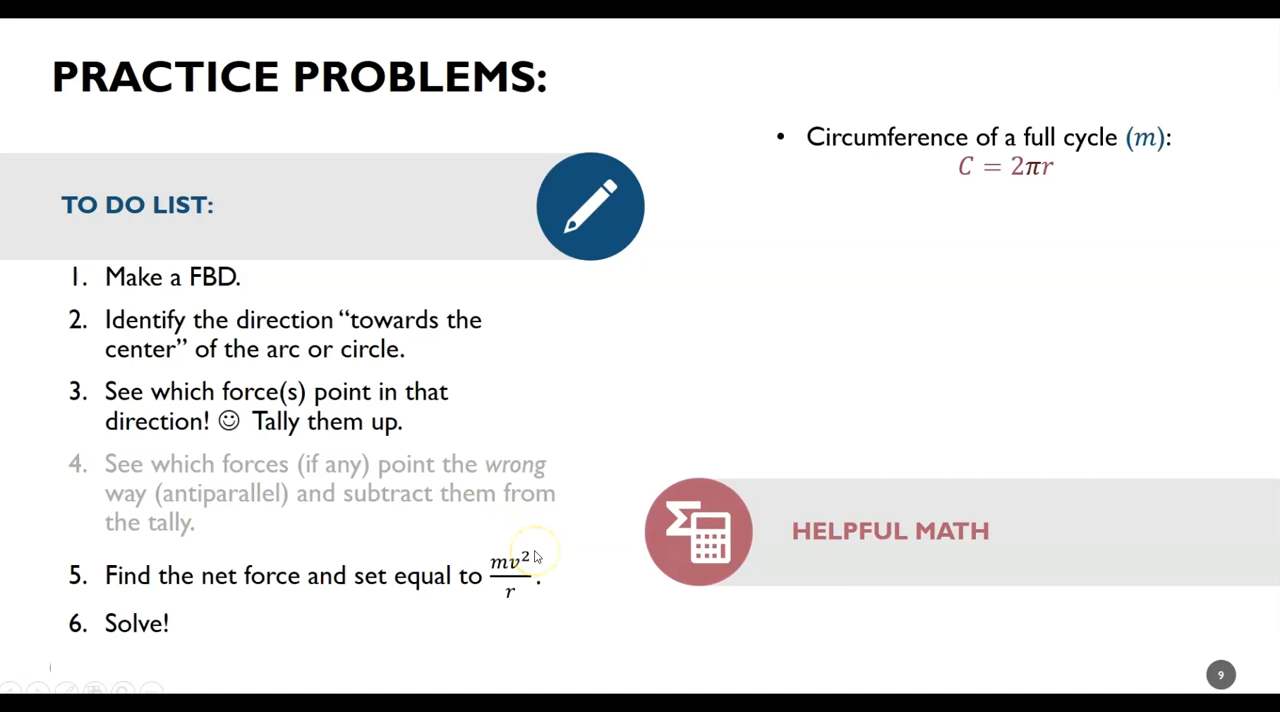 PRACTICE PROBLEMS:
TO DO LIST:
1. Make a FBD.
2. Identify the direction “towards the
center” of the arc or circle.
3. See which force(s) point in that
direction! ☺ Tally them up.
4. See which forces (if any) point the wrong
way (antiparallel) and subtract them from
the tally.
5. Find the net force and set equal to mv²/r.
6. Solve!
• Circumference of a full cycle (m):
C = 2πr
HELPFUL MATH
9